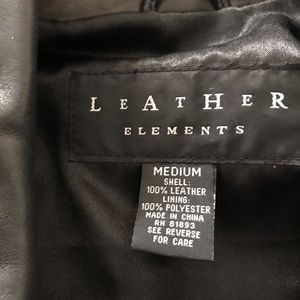 LEATHER
ELEMENTS
MEDIUM
SHELL:
100% LEATHER
LINING:
100% POLYESTER
MADE IN CHINA
RN 81893
SEE REVERSE
FOR CARE